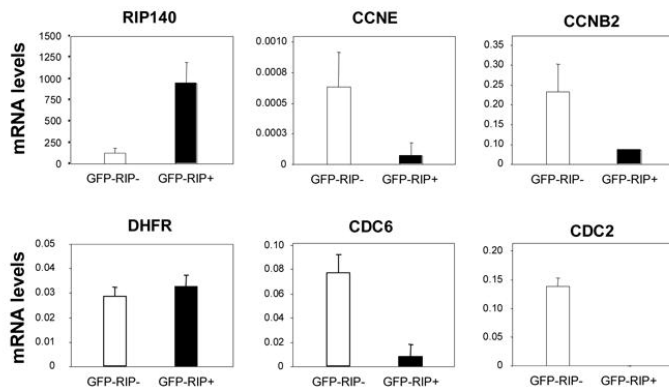 RIP140
CCNE
CCNB2
mRNA levels
1500
1250
1000
750
500
250
0
GFP-RIP-
GFP-RIP+
0.0010
0.0008
0.0005
0.0003
0
GFP-RIP-
GFP-RIP+
0.35
0.30
0.25
0.20
0.15
0.10
0.05
0
GFP-RIP-
GFP-RIP+
DHFR
CDC6
CDC2
mRNA levels
0.05
0.04
0.03
0.02
0.01
0
GFP-RIP-
GFP-RIP+
0.10
0.08
0.06
0.04
0.02
0
GFP-RIP-
GFP-RIP+
0.20
0.15
0.10
0.05
0.00
GFP-RIP-
GFP-RIP+